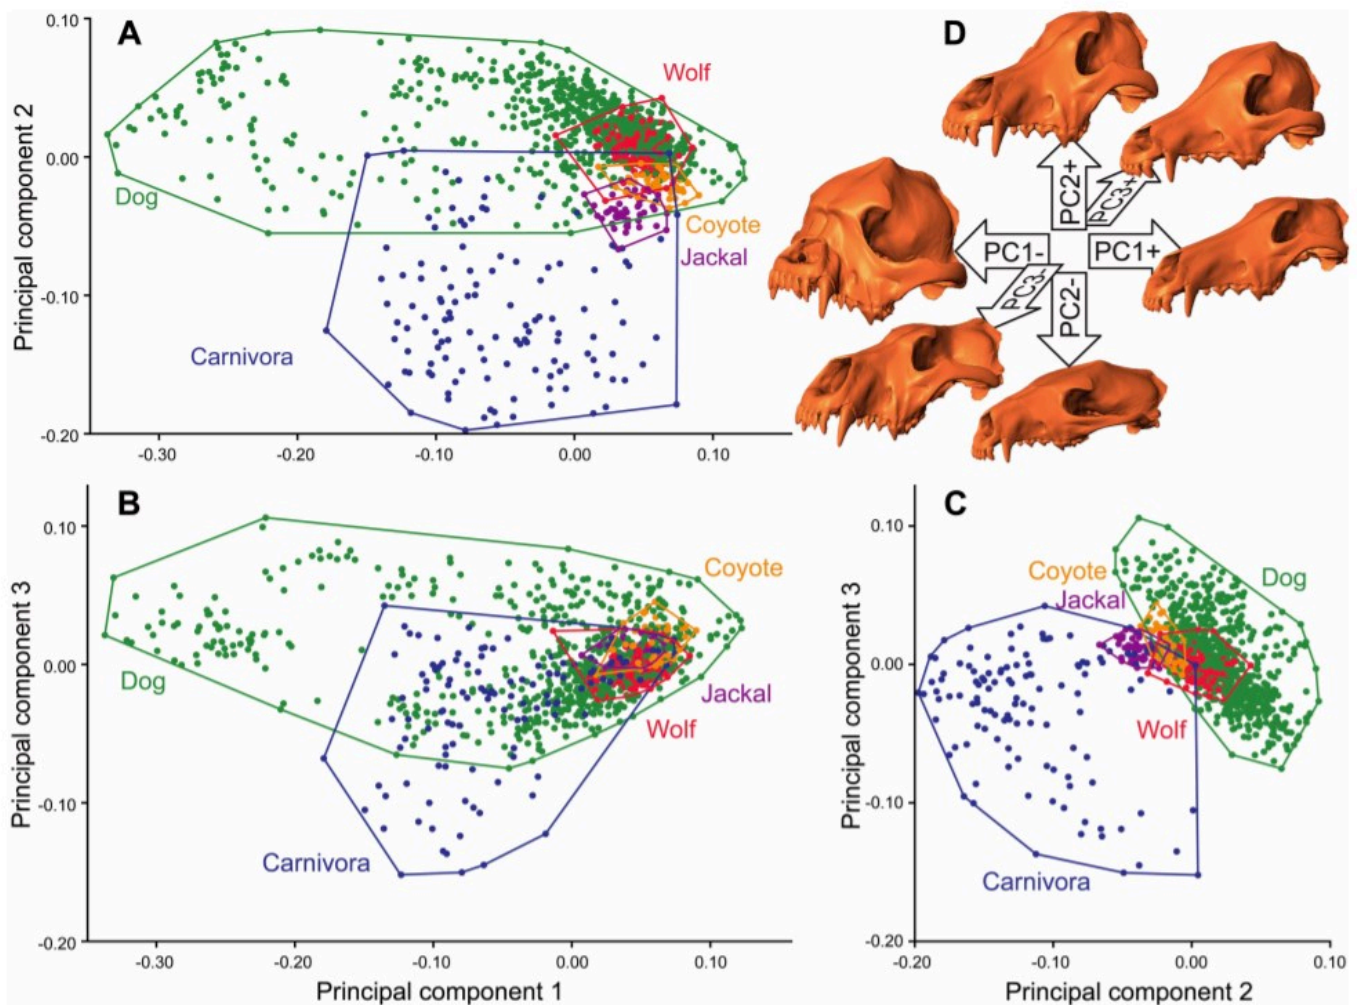 A
D
0.10
0.00
-0.10
-0.20
Principal component 2
Wolf
Dog
Coyote
Jackal
Carnivora
-0.30
-0.20
-0.10
0.00
0.10
PC2+
PC3+
PC1-
PC1+
PC3-
PC2-
B
0.10
0.00
-0.10
-0.20
Principal component 3
Coyote
Dog
Jackal
Wolf
Carnivora
-0.30
-0.20
-0.10
0.00
0.10
Principal component 1
C
0.10
0.00
-0.10
-0.20
Principal component 3
Coyote
Dog
Jackal
Wolf
Carnivora
-0.20
-0.10
0.00
0.10
Principal component 2